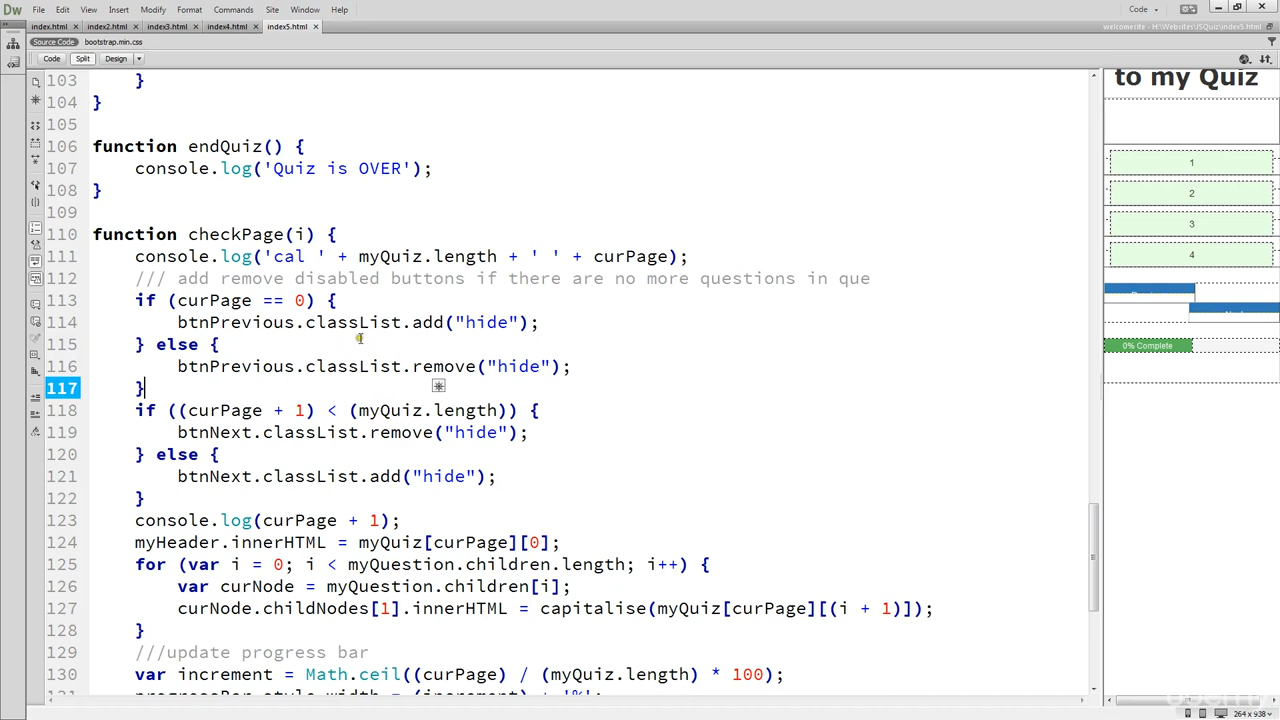 Dw File Edit View Insert Modify Format Commands Site Window Help Code
index.html index2.html index3.html index4.html index5.html welcomesite - H:\Websites\JSQuiz\index5.html
Source Code bootstrap.min.css
Code Split Design
103 }
104 }
105
106 function endQuiz() {
107 console.log('Quiz is OVER');
108 }
109
110 function checkPage(i) {
111 console.log('cal ' + myQuiz.length + ' ' + curPage);
112 /// add remove disabled buttons if there are no more questions in que
113 if (curPage == 0) {
114 btnPrevious.classList.add("hide");
115 } else {
116 btnPrevious.classList.remove("hide");
117 }
118 if ((curPage + 1) < (myQuiz.length)) {
119 btnNext.classList.remove("hide");
120 } else {
121 btnNext.classList.add("hide");
122 }
123 console.log(curPage + 1);
124 myHeader.innerHTML = myQuiz[curPage][0];
125 for (var i = 0; i < myQuestion.children.length; i++) {
126 var curNode = myQuestion.children[i];
127 curNode.childNodes[1].innerHTML = capitalise(myQuiz[curPage][(i + 1)]);
128 }
129 ///update progress bar
130 var increment = Math.ceil((curPage) / (myQuiz.length) * 100);
131 progressBar.style.width = (increment) + '%';
to my Quiz
1
2
3
4
0% Complete
264 x 938